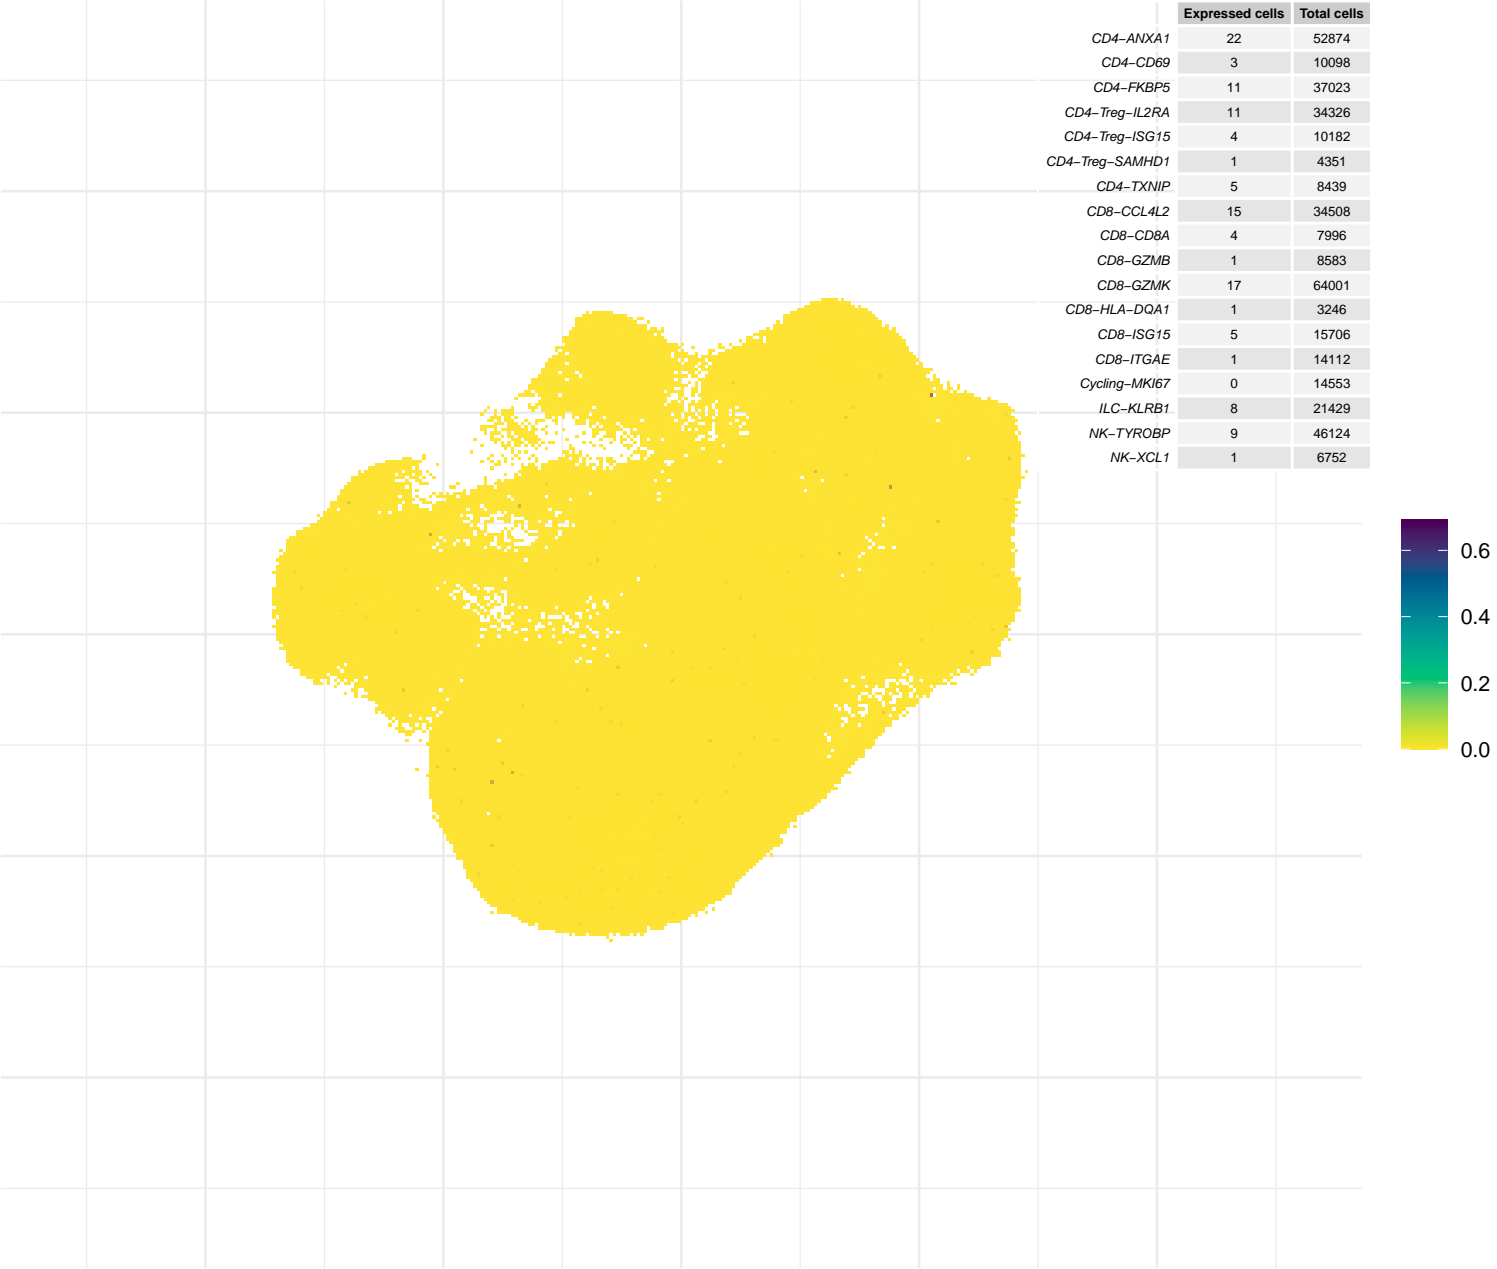 Expressed cells Total cells
CD4−ANXA1 22 52874
CD4−CD69 3 10098
CD4−FKBP5 11 37023
CD4−Treg−IL2RA 11 34326
CD4−Treg−ISG15 4 10182
CD4−Treg−SAMHD1 1 4351
CD4−TXNIP 5 8439
CD8−CCL4L2 15 34508
CD8−CD8A 4 7996
CD8−GZMB 1 8583
CD8−GZMK 17 64001
CD8−HLA−DQA1 1 3246
CD8−ISG15 5 15706
CD8−ITGAE 1 14112
Cycling−MKI67 0 14553
ILC−KLRB1 8 21429
NK−TYROBP 9 46124
NK−XCL1 1 6752
0.6
0.4
0.2
0.0